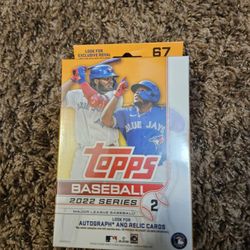 LOOK FOR
EXCLUSIVE ROYAL
67
BLUE JAYS
Topps
BASEBALL
2022 SERIES 2
MAJOR LEAGUE BASEBALL
LOOK FOR
AUTOGRAPH AND RELIC CARDS